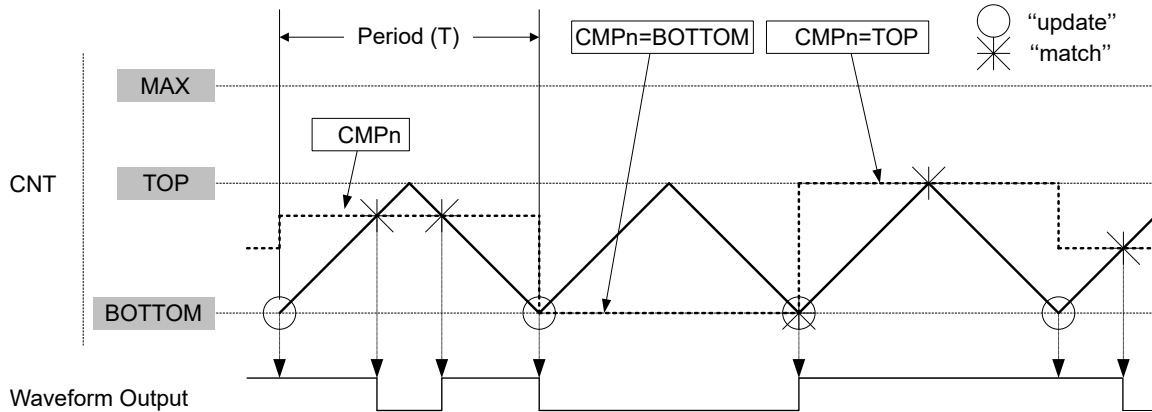 Period (T)
CMPn=BOTTOM
CMPn=TOP
“update”
“match”
MAX
CMPn
CNT
TOP
BOTTOM
Waveform Output